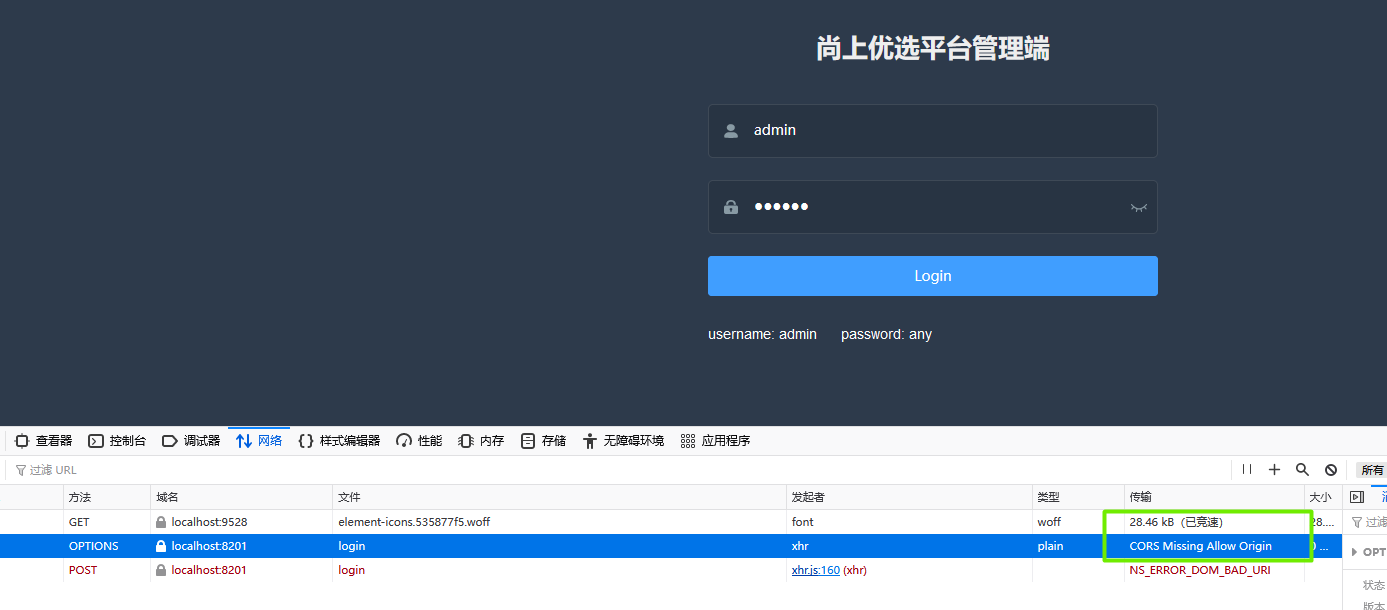 尚上优选平台管理端
admin
••••••
Login
username: admin password: any
查看器 控制台 调试器 网络 样式编辑器 性能 内存 存储 无障碍环境 应用程序
过滤 URL 所有
方法 域名 文件 发起者 类型 传输 大小
GET localhost:9528 element-icons.535877f5.woff font woff 28.46 kB（已竞速） 28.... 过滤
OPTIONS localhost:8201 login xhr plain CORS Missing Allow Origin 0 ... OPT
POST localhost:8201 login xhr.js:160 (xhr) NS_ERROR_DOM_BAD_URI
状态
版本